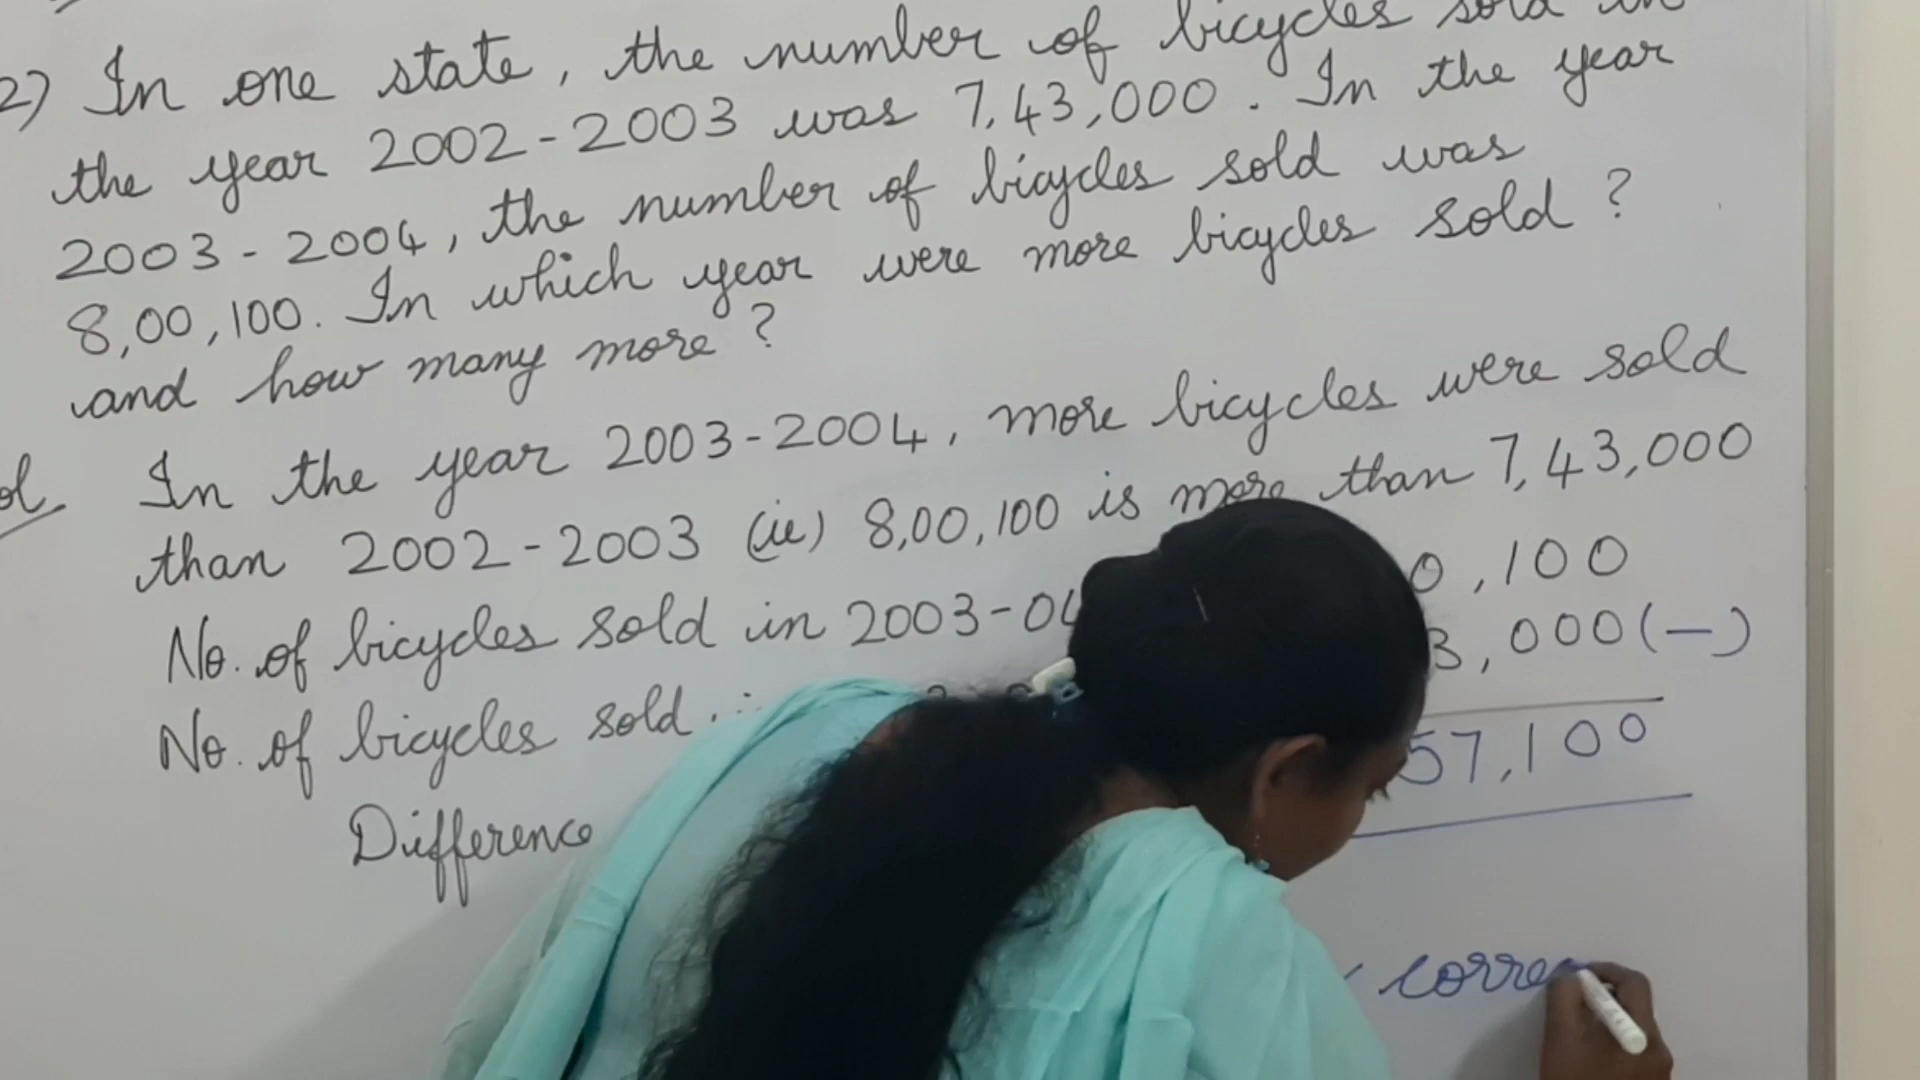 2) In one state, the number of bicycles sold in
the year 2002-2003 was 7,43,000. In the year
2003-2004, the number of bicycles sold was
8,00,100. In which year were more bicycles sold?
and how many more?
In the year 2003-2004, more bicycles were sold
than 2002-2003 (ie) 8,00,100 is more than 7,43,000
No. of bicycles sold in 2003-04 0,100
No. of bicycles sold 3,000(-)
Difference 57,100
corre